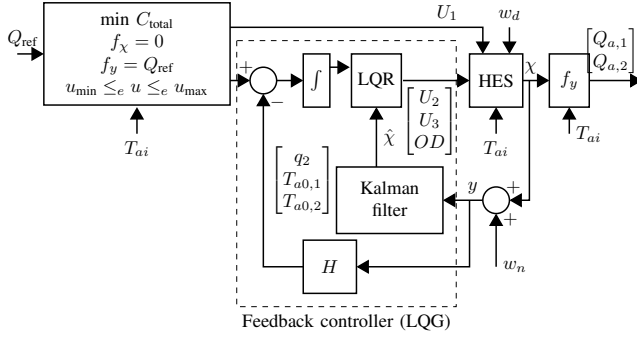 Q_ref
min C_total
f_χ = 0
f_y = Q_ref
u_min ≤_e u ≤_e u_max
T_ai
U_1
w_d
+
−
∫
LQR
[U_2
U_3
OD]
HES
χ
f_y
[Q_a,1
Q_a,2]
T_ai
T_ai
χ̂
[q_2
T_a0,1
T_a0,2]
Kalman
filter
y
+
+
w_n
H
Feedback controller (LQG)